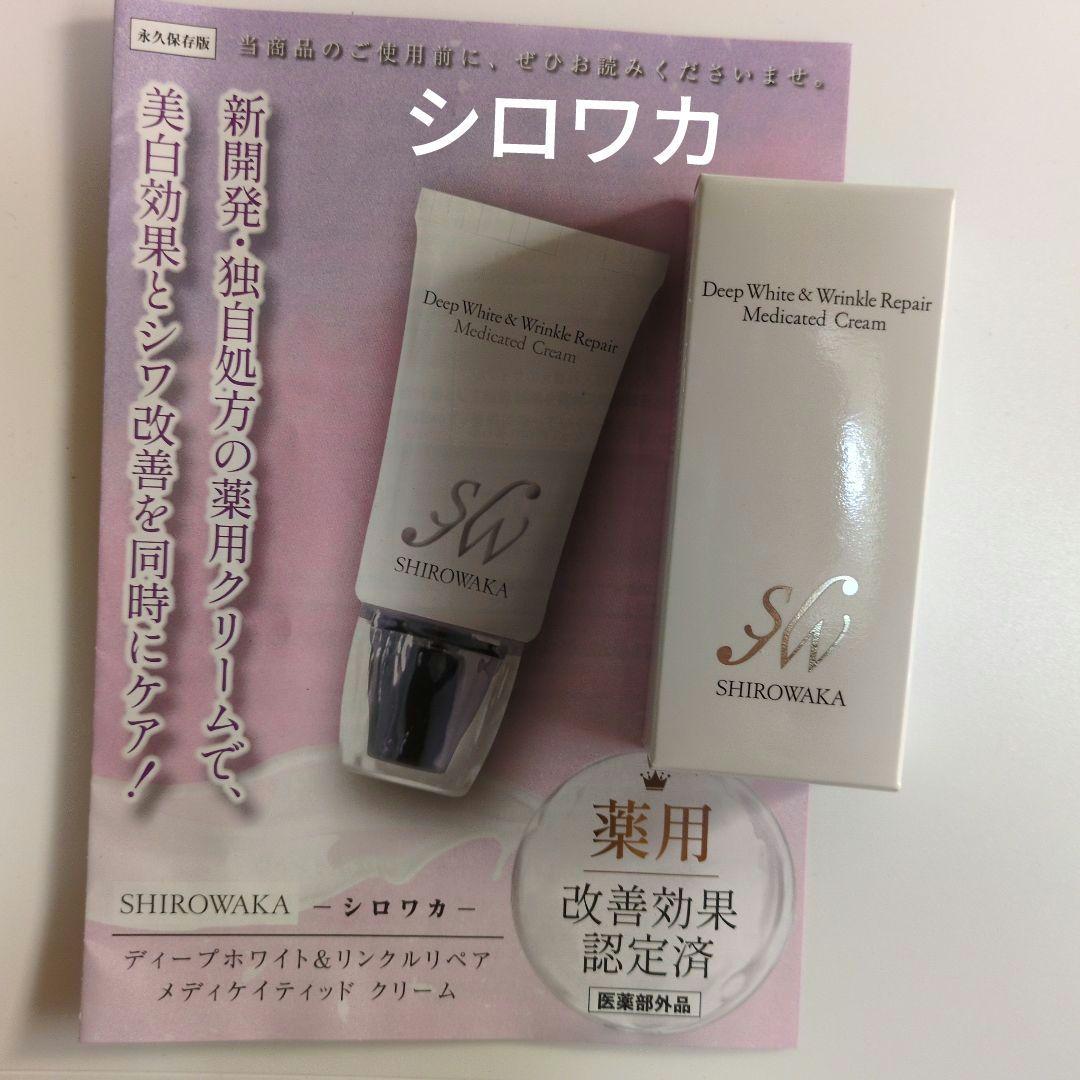 永久保存版
当商品のご使用前に、ぜひお読みくださいませ。
シロワカ
新開発・独自処方の薬用クリームで、
美白効果とシワ改善を同時にケア!
Deep White & Wrinkle Repair
Medicated Cream
SW
SHIROWAKA
Deep White & Wrinkle Repair
Medicated Cream
SW
SHIROWAKA
薬用
改善効果
認定済
医薬部外品
SHIROWAKA －シロワカ－
ディープホワイト&リンクルリペア
メディケイティッド クリーム